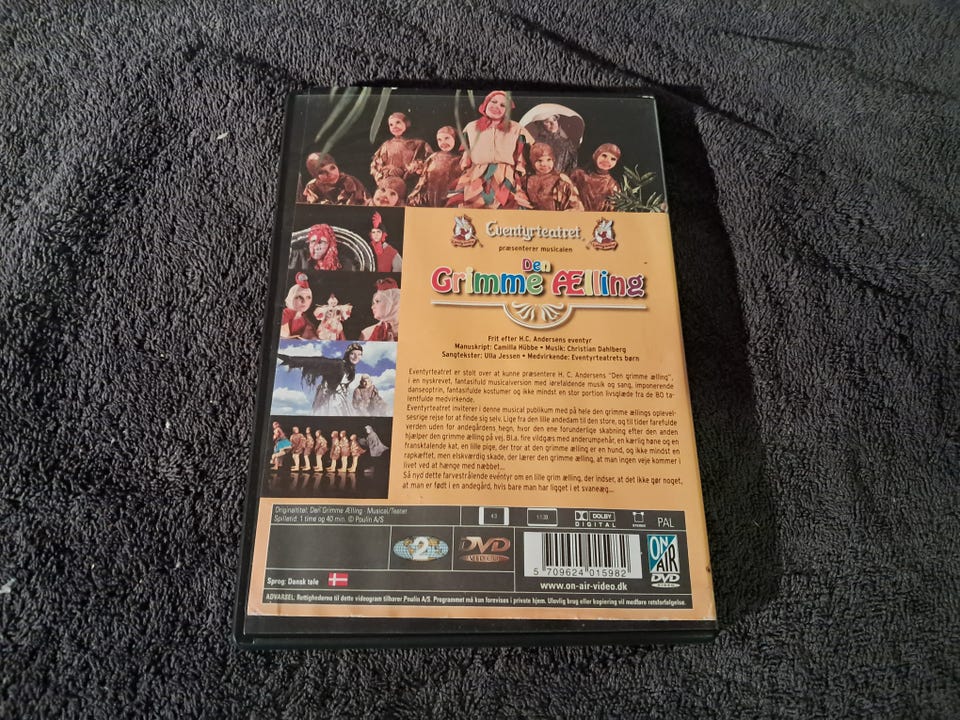 Eventyrteatret
præsenterer musicalen
Den
Grimme Ælling
Frit efter H.C. Andersens eventyr
Manuskript: Camilla Hübbe • Musik: Christian Dahlberg
Sangtekster: Ulla Jessen • Medvirkende: Eventyrteatrets børn
Eventyrteatret er stolt over at kunne præsentere H. C. Andersens "Den grimme ælling",
i en nyskrevet, fantasifuld musicalversion med iørefaldende musik og sang, imponerende
danseoptrin, fantasifulde kostumer og ikke mindst en stor portion livsglæde fra de 80 ta-
lentfulde medvirkende.
Eventyrteatret inviterer i denne musical publikum med på hele den grimme ællings oplevel-
sesrige rejse for at finde sig selv. Lige fra den lille andedam til den store, og til tider farefulde
verden uden for andegårdens hegn, hvor den ene forunderlige skabning efter den anden
hjælper den grimme ælling på vej. Bl.a. fire vildgæs med anderumpehår, en kærlig høne og en
fransktalende kat, en lille pige, der tror at den grimme ælling er en hund, og ikke mindst en
rapkæftet, men elskværdig skade, der lærer den grimme ælling, at man ingen veje kommer i
livet ved at hænge med næbbet...
Så nyd dette farvestrålende eventyr om en lille grim ælling, der indser, at det ikke gør noget,
at man er født i en andegård, hvis bare man har ligget i et svaneæg...
Originaltitel: Den Grimme Ælling - Musical/Teater
Spilletid: 1 time og 40 min. © Poulin A/S
4:3
DOLBY
DIGITAL
PAL
2
DVD
VIDEO
5 709624 015982
www.on-air-video.dk
ON
AIR
DVD
Sprog: Dansk tale
ADVARSEL: Rettighederne til dette videogram tilhører Poulin A/S. Programmet må kun forevises i private hjem. Ulovlig brug eller kopiering vil medføre retsforfølgelse.